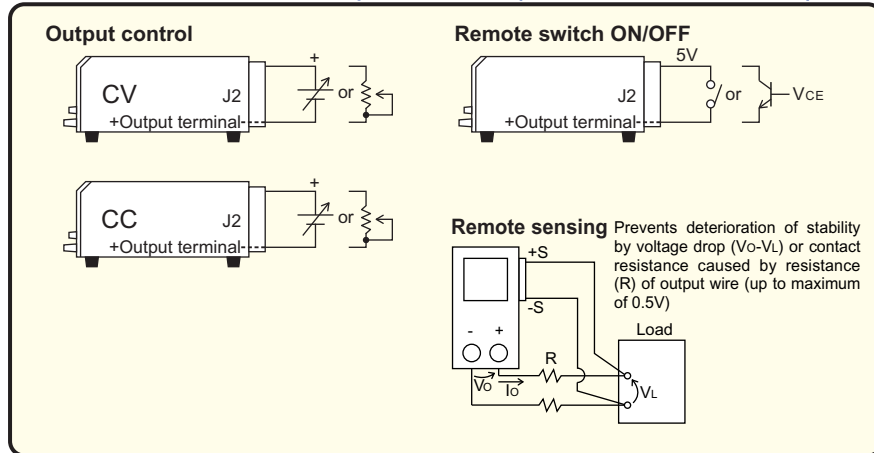 Output control
CV
J2
+Output terminal
+
or
CC
J2
+Output terminal
+
or
Remote switch ON/OFF
5V
J2
+Output terminal
or
VCE
Remote sensing
Prevents deterioration of stability
by voltage drop (VO-VL) or contact
resistance caused by resistance
(R) of output wire (up to maximum
of 0.5V)
+S
-S
- +
Load
R
VO
IO
VL